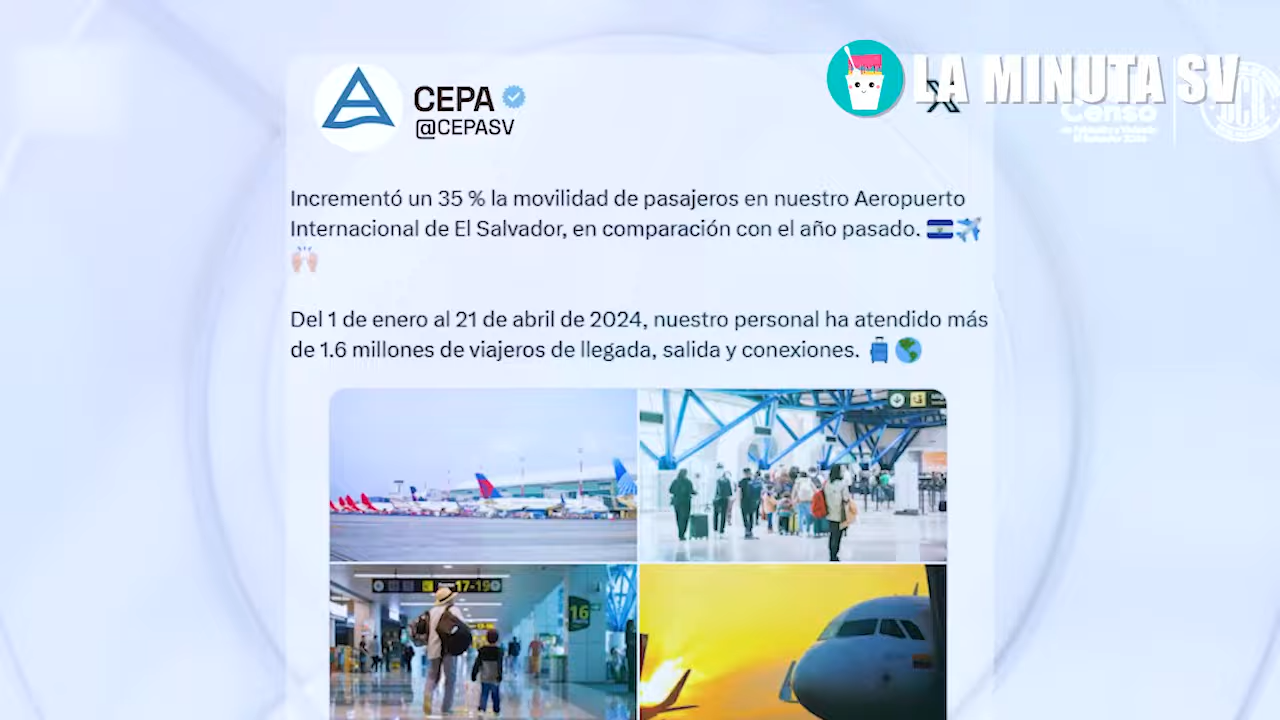 LA MINUTA SV
CEPA
@CEPASV
Censo
Incrementó un 35 % la movilidad de pasajeros en nuestro Aeropuerto
Internacional de El Salvador, en comparación con el año pasado.
Del 1 de enero al 21 de abril de 2024, nuestro personal ha atendido más
de 1.6 millones de viajeros de llegada, salida y conexiones.
17-19
16